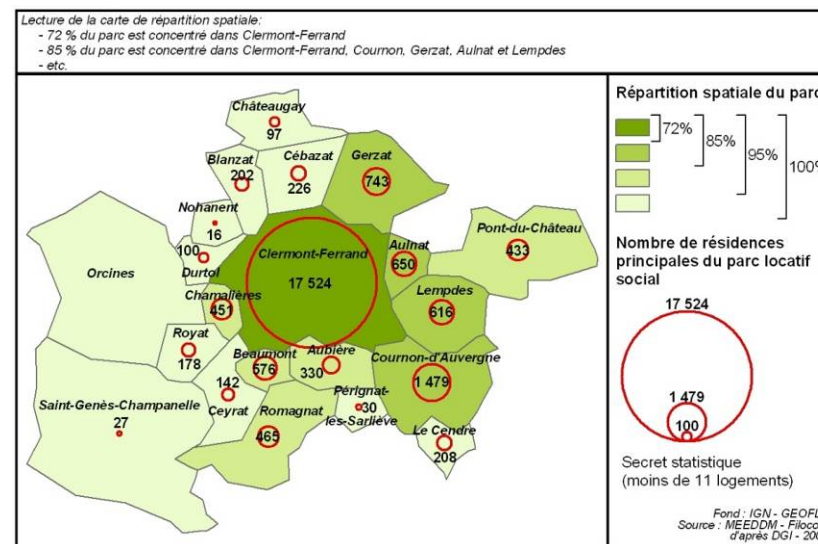 Lecture de la carte de répartition spatiale:
- 72 % du parc est concentré dans Clermont-Ferrand
- 85 % du parc est concentré dans Clermont-Ferrand, Cournon, Gerzat, Aulnat et Lempdes
- etc.
Châteaugay
97
Blanzat
202
Cébazat
226
Gerzat
743
Nohanent
16
Pont-du-Château
433
Orcines
100
Durtol
Clermont-Ferrand
17 524
Aulnat
650
Chamalières
451
Lempdes
616
Royat
178
Beaumont
576
Aubière
330
Cournon-d'Auvergne
1 479
Saint-Genès-Champanelle
27
142
Ceyrat
Romagnat
465
Pérignat-
30
lès-Sarliève
Le Cendre
208
Répartition spatiale du parc
72%
85%
95%
100%
Nombre de résidences
principales du parc locatif
social
17 524
1 479
100
Secret statistique
(moins de 11 logements)
Fond : IGN - GEOFL
Source : MEEDDM - Filoco
d'après DGI - 200